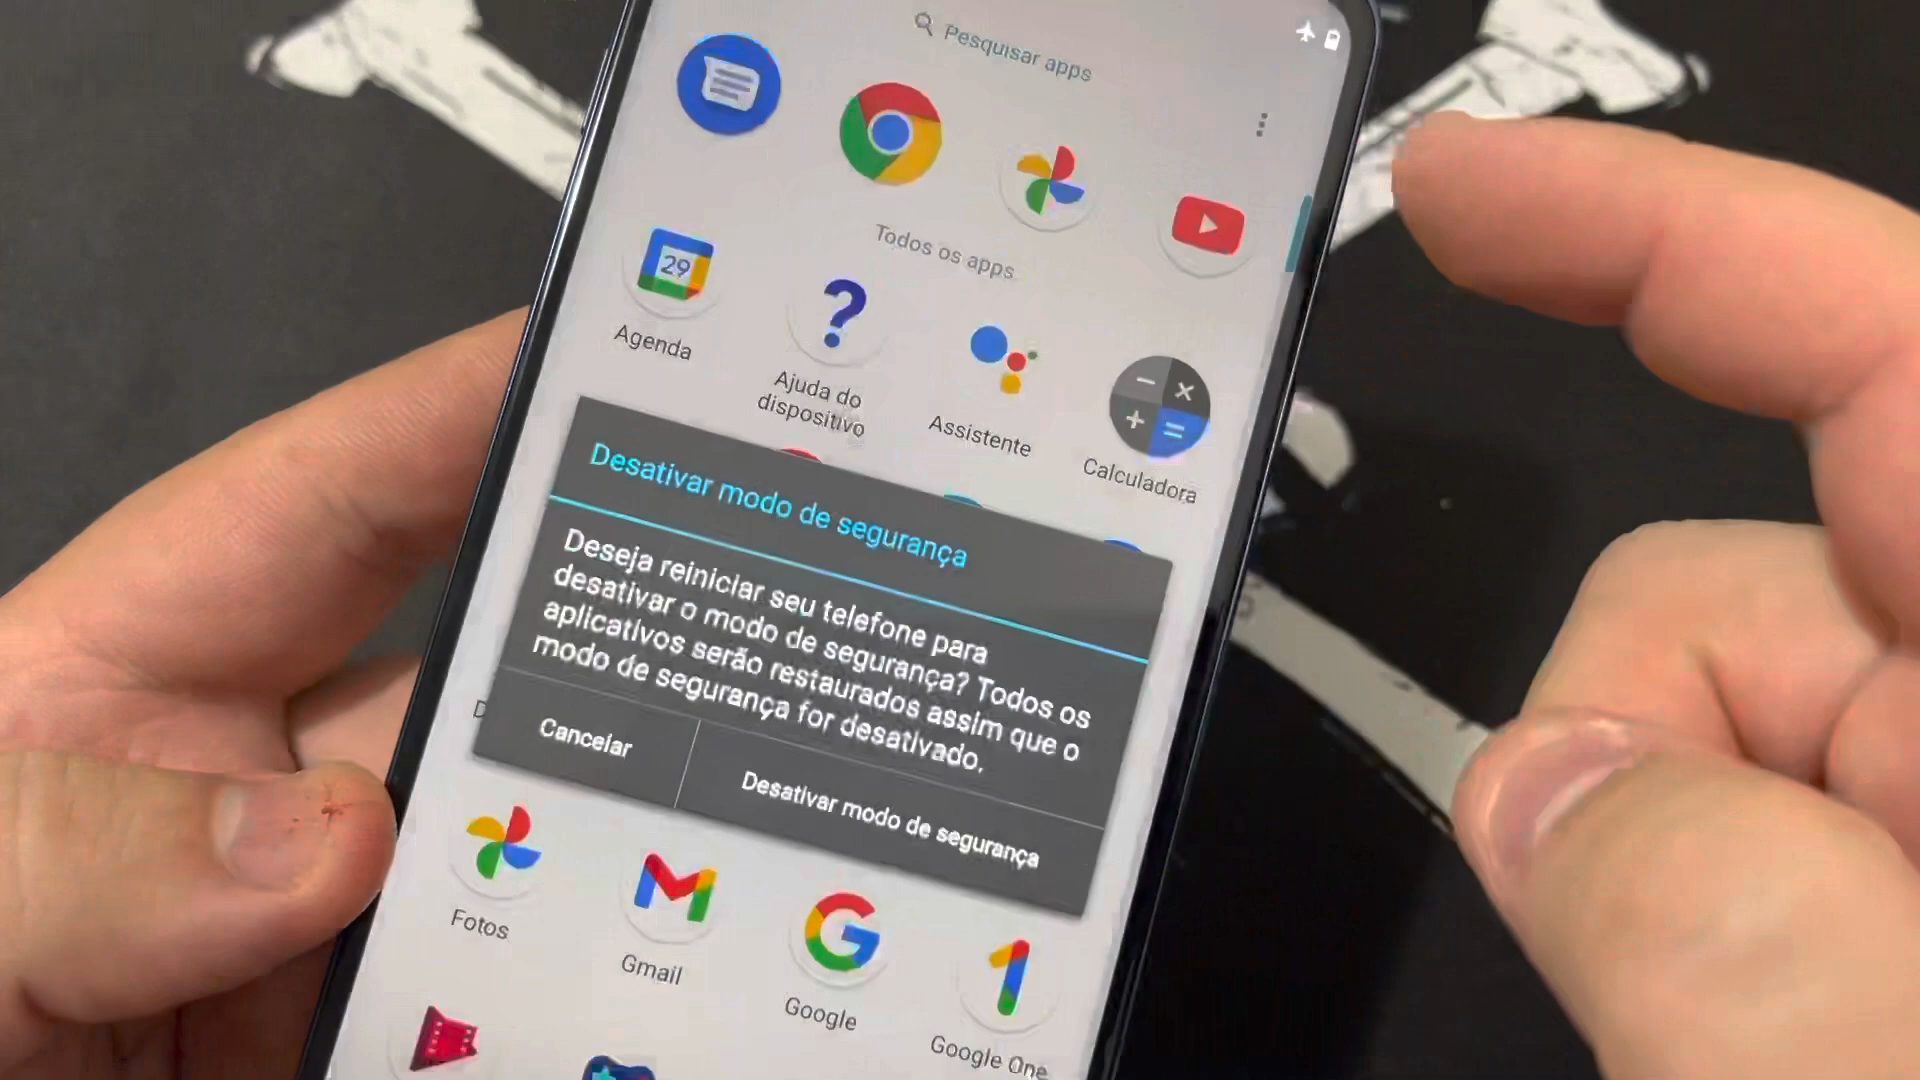 Pesquisar apps
Todos os apps
29
Agenda
Ajuda do
dispositivo
Assistente
Calculadora
Desativar modo de segurança
Deseja reiniciar seu telefone para
desativar o modo de segurança? Todos os
aplicativos serão restaurados assim que o
modo de segurança for desativado.
Cancelar
Desativar modo de segurança
D
Fotos
Gmail
Google
Google One